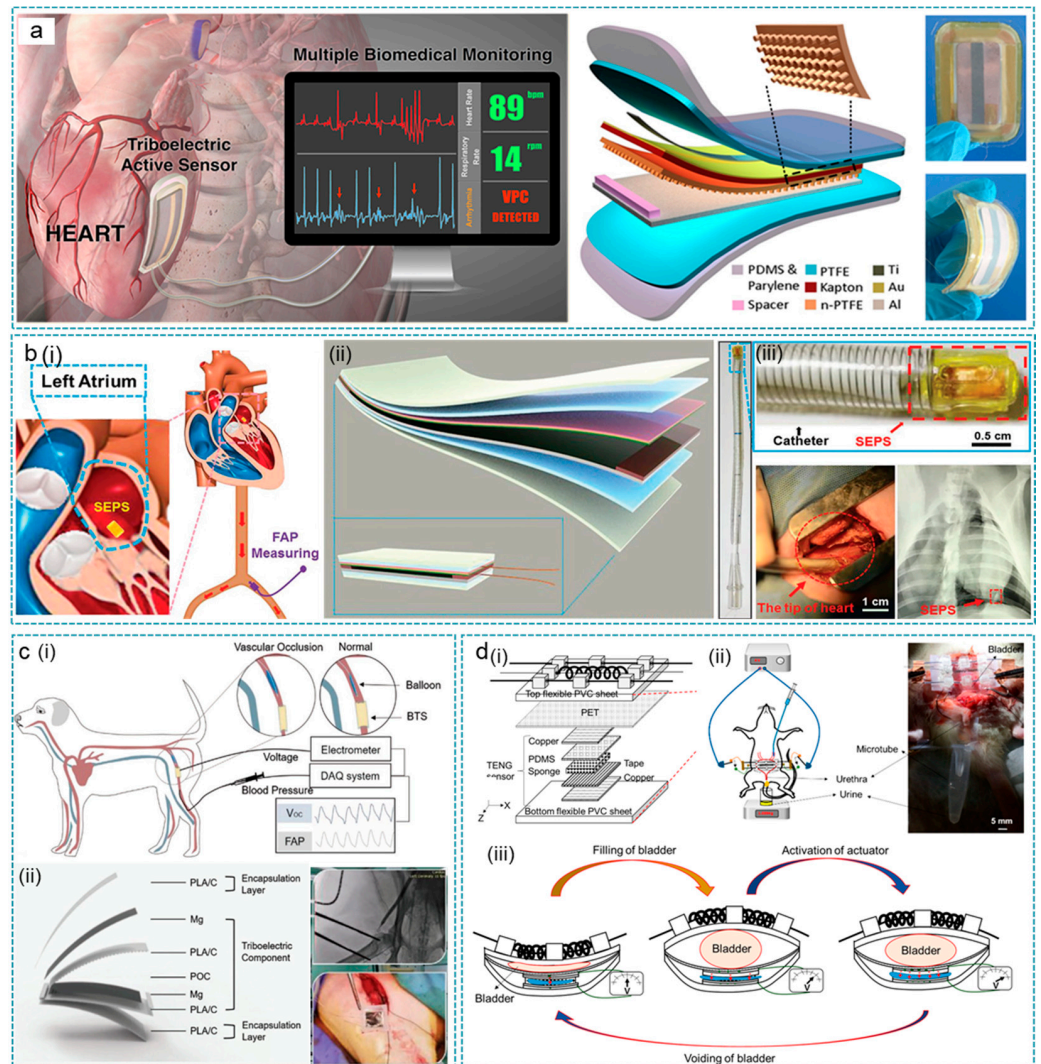 a
Multiple Biomedical Monitoring
Triboelectric
Active Sensor
HEART
Heart Rate
89 bpm
Respiratory
Rate
14 rpm
Arrhythmia
VPC
DETECTED
PDMS &
Parylene
Spacer
PTFE
Kapton
n-PTFE
Ti
Au
Al
b
(i)
Left Atrium
SEPS
FAP
Measuring
(ii)
(iii)
Catheter
SEPS
0.5 cm
The tip of heart
1 cm
SEPS
c
(i)
Vascular Occlusion
Normal
Balloon
BTS
Voltage
Electrometer
DAQ system
Blood Pressure
VOC
FAP
(ii)
PLA/C
Encapsulation
Layer
Mg
PLA/C
Triboelectric
Component
POC
Mg
PLA/C
PLA/C
Encapsulation
Layer
d
(i)
Top flexible PVC sheet
PET
Copper
TENG
sensor
PDMS
Sponge
Tape
Copper
Z
X
Bottom flexible PVC sheet
(ii)
Bladder
Microtube
Urethra
Urine
5 mm
(iii)
Filling of bladder
Activation of actuator
Bladder
Bladder
Bladder
V
V
V
Voiding of bladder